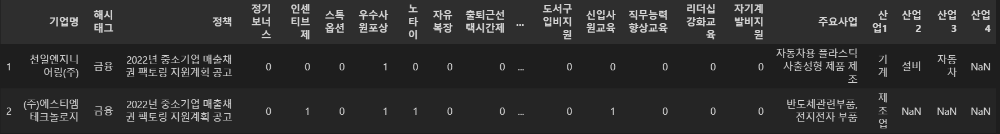 기업명 해시태그 정책 정기보너스 인센티브제 스톡옵션 우수사원포상 노타이 자유복장 출퇴근선택시간제 ... 도서구입비지원 신입사원교육 직무능력향상교육 리더십강화교육 자기계발비지원 주요사업 산업1 산업2 산업3 산업4
1 천일엔지니어링(주) 금융 2022년 중소기업 매출채권 팩토링 지원계획 공고 0 0 0 1 0 0 0 ... 0 0 0 0 0 자동차용 플라스틱 사출성형 제품 제조 기계 설비 자동차 NaN
2 (주)에스티엠테크놀로지 금융 2022년 중소기업 매출채권 팩토링 지원계획 공고 0 1 0 1 1 0 0 ... 0 1 0 0 0 반도체관련부품, 전지전자 부품 제조업 NaN NaN NaN